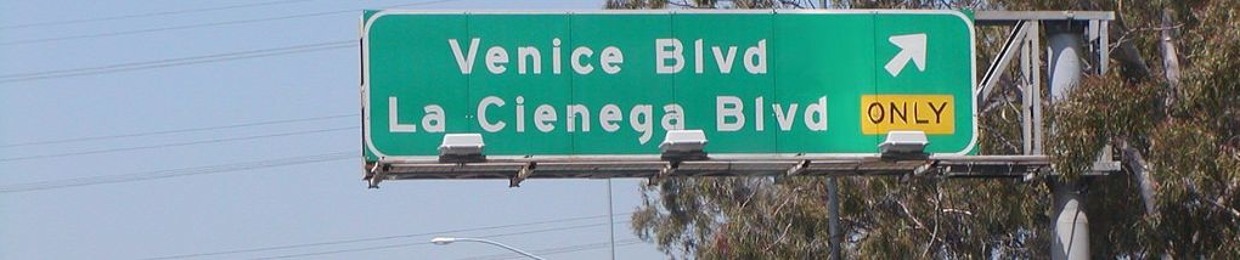 Venice Blvd
La Cienega Blvd
ONLY